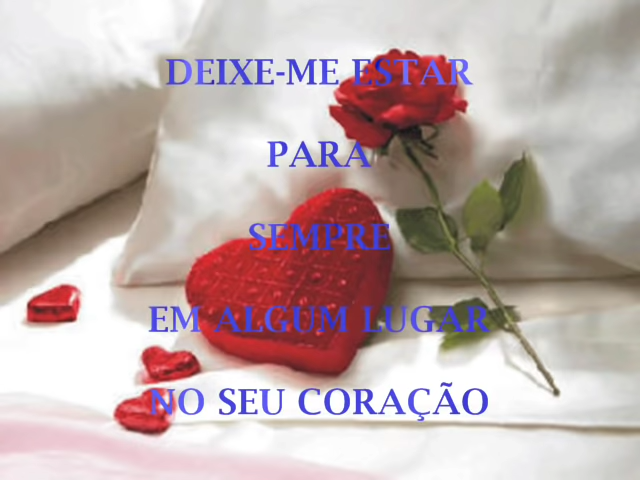 DEIXE-ME ESTAR
PARA
SEMPRE
EM ALGUM LUGAR
NO SEU CORAÇÃO